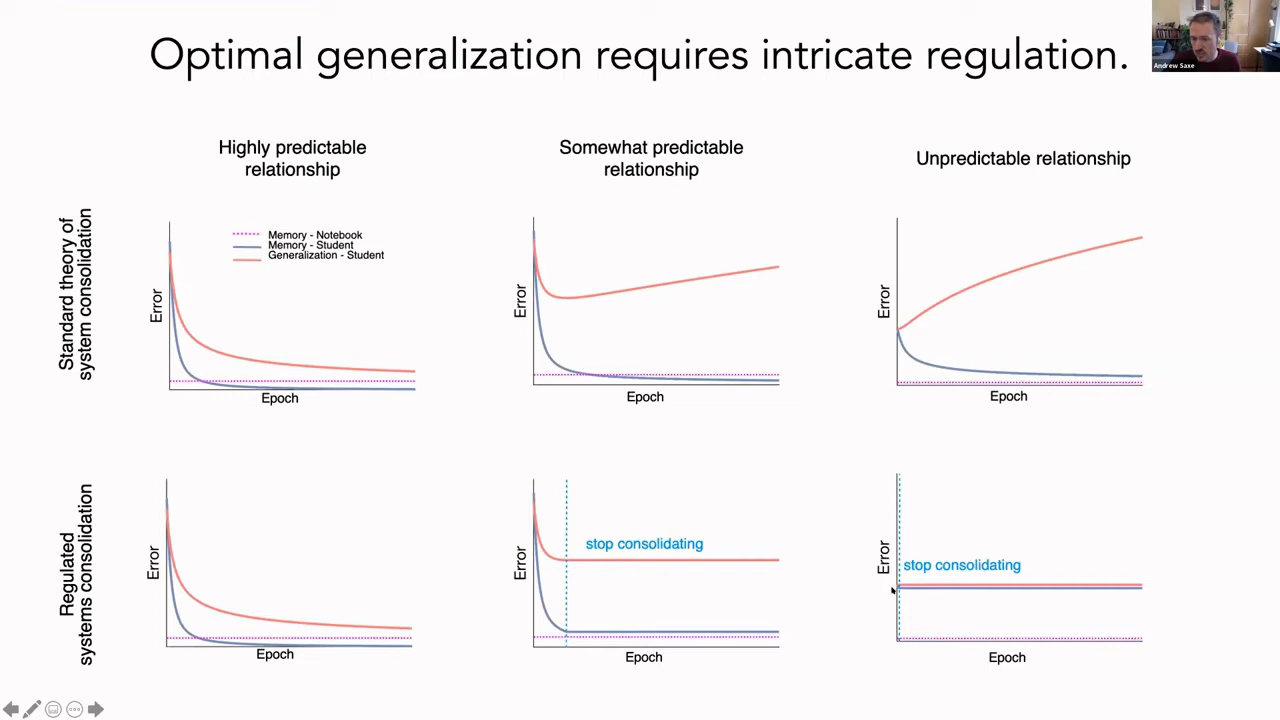 Optimal generalization requires intricate regulation.
Andrew Saxe
Highly predictable
relationship
Somewhat predictable
relationship
Unpredictable relationship
Standard theory of
system consolidation
Error
Memory - Notebook
Memory - Student
Generalization - Student
Epoch
Error
Epoch
Error
Epoch
Regulated
systems consolidation
Error
Epoch
Error
stop consolidating
Epoch
Error
stop consolidating
Epoch